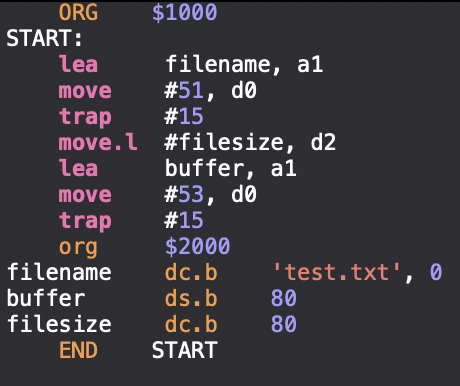 ORG $1000
START:
lea filename, a1
move #51, d0
trap #15
move.l #filesize, d2
lea buffer, a1
move #53, d0
trap #15
org $2000
filename dc.b 'test.txt', 0
buffer ds.b 80
filesize dc.b 80
END START